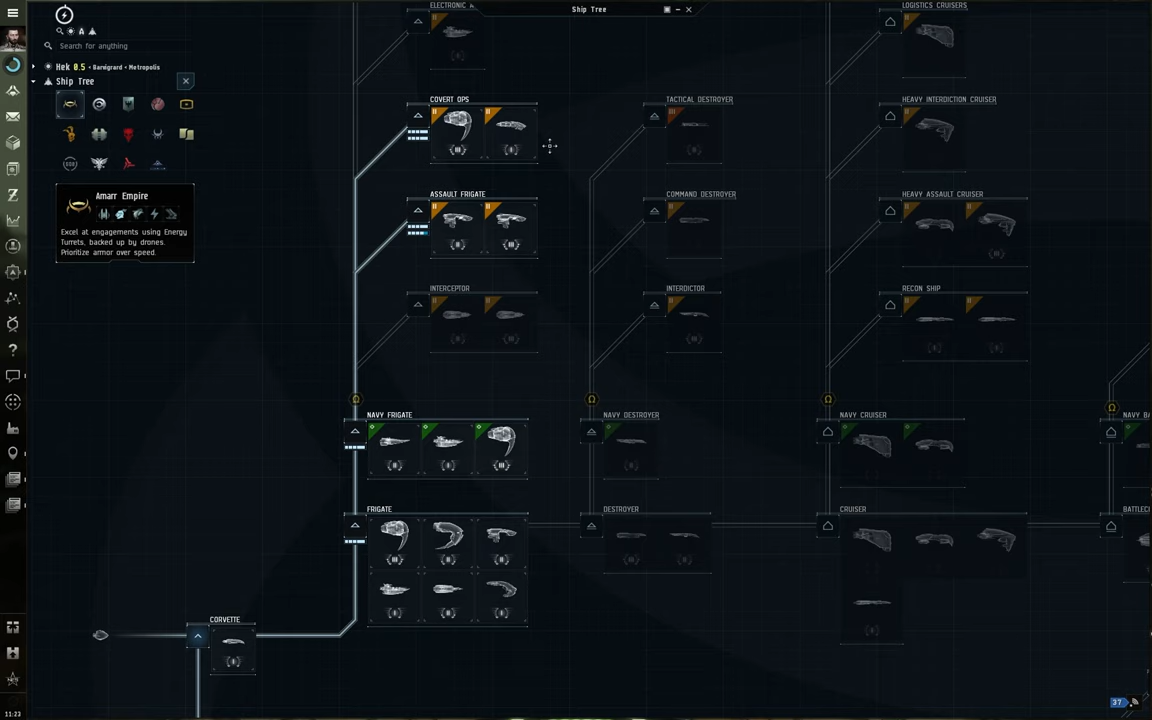 Ship Tree
Search for anything
Hek 0.5 < Barvigrard < Metropolis
Ship Tree
Amarr Empire
Excel at engagements using Energy
Turrets, backed up by drones.
Prioritize armor over speed.
COVERT OPS
TACTICAL DESTROYER
LOGISTICS CRUISERS
HEAVY INTERDICTION CRUISER
ASSAULT FRIGATE
COMMAND DESTROYER
HEAVY ASSAULT CRUISER
INTERCEPTOR
INTERDICTOR
RECON SHIP
NAVY FRIGATE
NAVY DESTROYER
NAVY CRUISER
FRIGATE
DESTROYER
CRUISER
CORVETTE
37
11:23